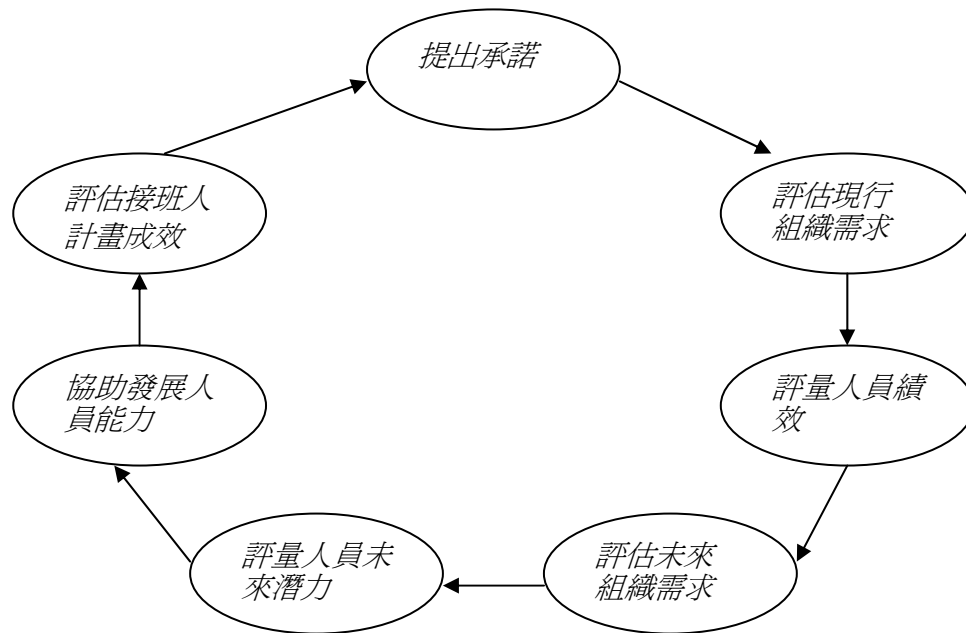 提出承諾
評估現行
組織需求
評量人員績
效
評估未來
組織需求
評量人員未
來潛力
協助發展人
員能力
評估接班人
計畫成效